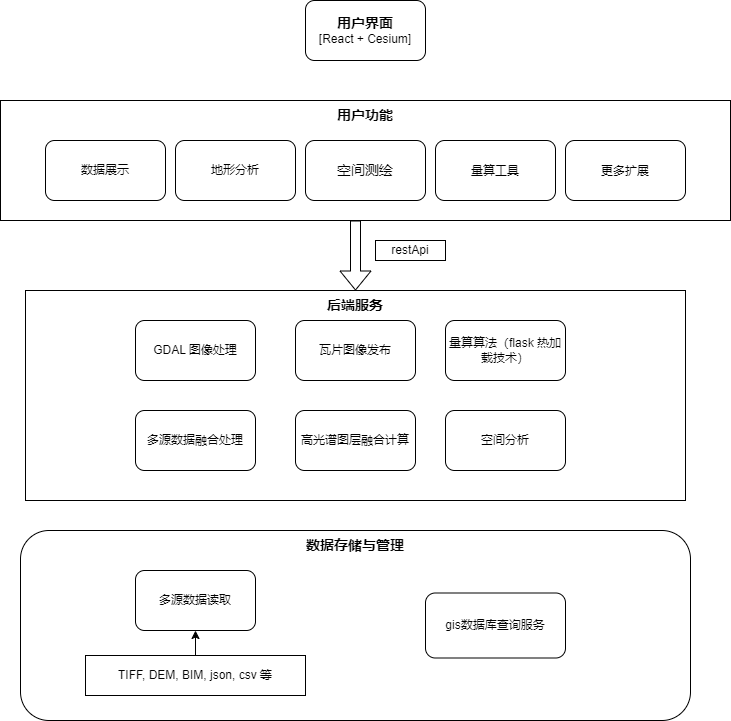 用户界面
[React + Cesium]
用户功能
数据展示
地形分析
空间测绘
量算工具
更多扩展
restApi
后端服务
GDAL 图像处理
瓦片图像发布
量算算法（flask 热加
载技术）
多源数据融合处理
高光谱图层融合计算
空间分析
数据存储与管理
多源数据读取
gis数据库查询服务
TIFF, DEM, BIM, json, csv 等